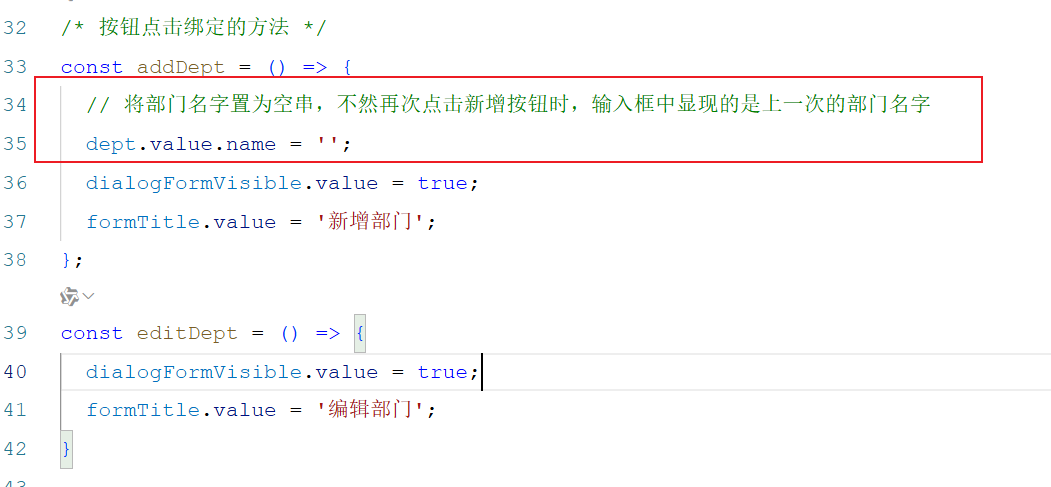 32 /* 按钮点击绑定的方法 */
33 const addDept = () => {
34 // 将部门名字置为空串，不然再次点击新增按钮时，输入框中显现的是上一次的部门名字
35 dept.value.name = '';
36 dialogFormVisible.value = true;
37 formTitle.value = '新增部门';
38 };
39 const editDept = () => {
40 dialogFormVisible.value = true;
41 formTitle.value = '编辑部门';
42 }
43